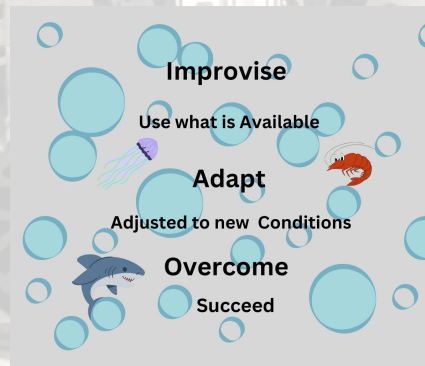 Improvise
Use what is Available
Adapt
Adjusted to new Conditions
Overcome
Succeed